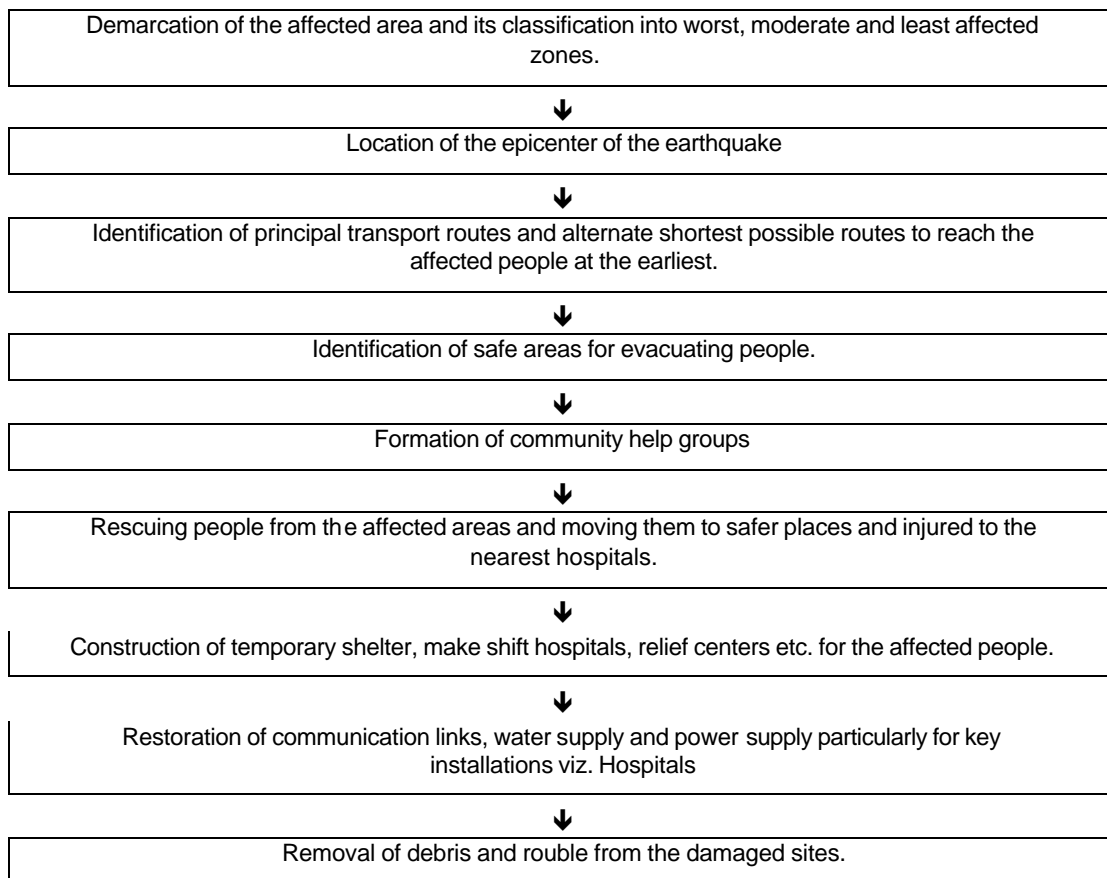 Demarcation of the affected area and its classification into worst, moderate and least affected
zones.
Location of the epicenter of the earthquake
Identification of principal transport routes and alternate shortest possible routes to reach the
affected people at the earliest.
Identification of safe areas for evacuating people.
Formation of community help groups
Rescuing people from the affected areas and moving them to safer places and injured to the
nearest hospitals.
Construction of temporary shelter, make shift hospitals, relief centers etc. for the affected people.
Restoration of communication links, water supply and power supply particularly for key
installations viz. Hospitals
Removal of debris and rouble from the damaged sites.